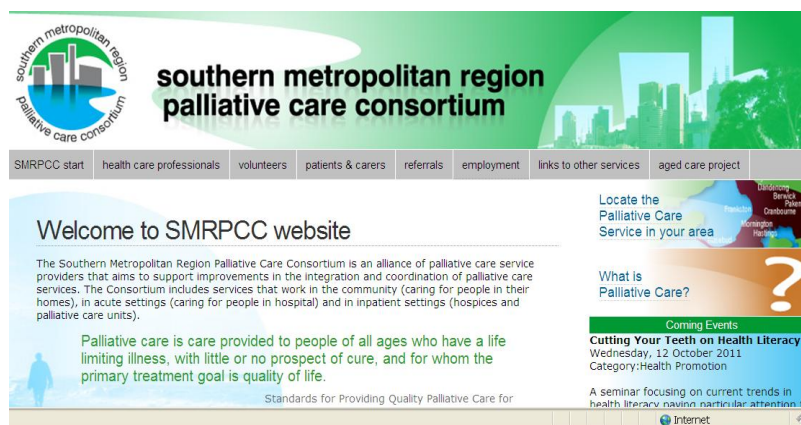 southern metropolitan region
palliative care consortium
southern metropolitan region
palliative care consortium
SMRPCC start health care professionals volunteers patients & carers referrals employment links to other services aged care project
Welcome to SMRPCC website
The Southern Metropolitan Region Palliative Care Consortium is an alliance of palliative care service
providers that aims to support improvements in the integration and coordination of palliative care
services. The Consortium includes services that work in the community (caring for people in their
homes), in acute settings (caring for people in hospital) and in inpatient settings (hospices and
palliative care units).
Palliative care is care provided to people of all ages who have a life
limiting illness, with little or no prospect of cure, and for whom the
primary treatment goal is quality of life.
Standards for Providing Quality Palliative Care for
Locate the
Palliative Care
Service in your area
Dandenong
Berwick
Paken
Cranbourne
Frankston
Mornington
Hastings
What is
Palliative Care?
?
Coming Events
Cutting Your Teeth on Health Literacy
Wednesday, 12 October 2011
Category:Health Promotion
A seminar focusing on current trends in
health literacy paying particular attention
Internet